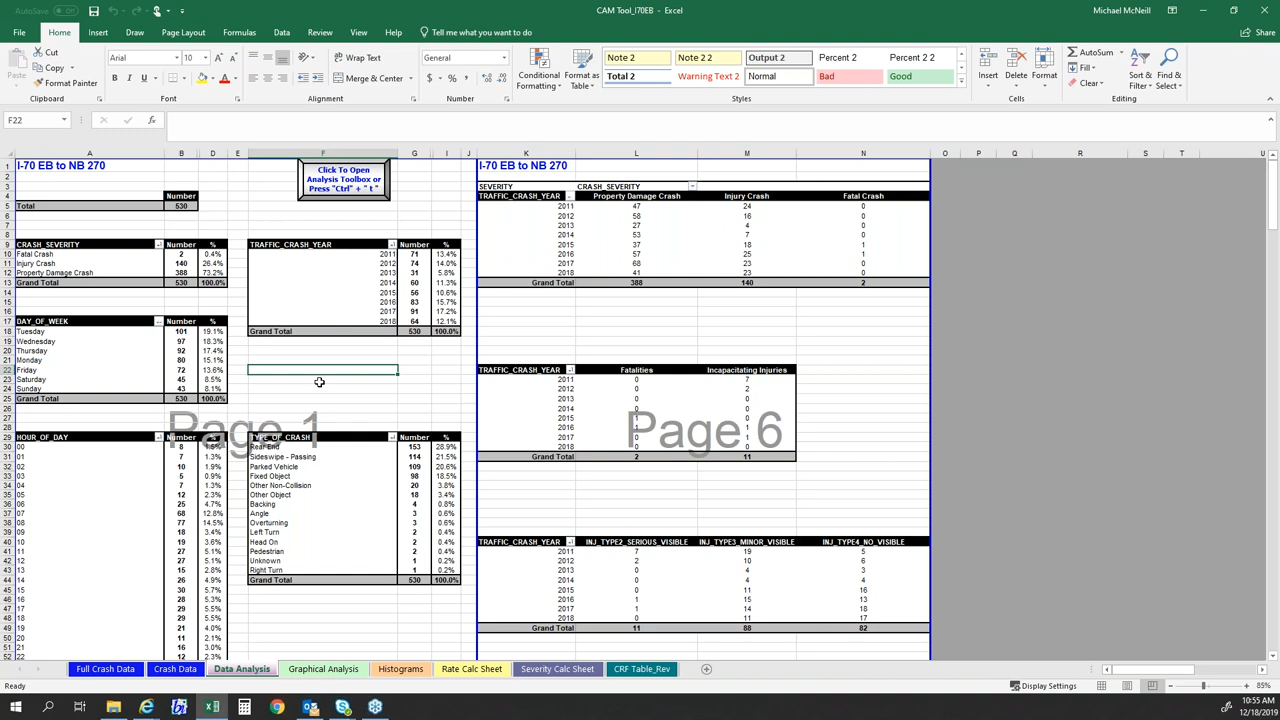 AutoSave Off
CAM Tool_I70EB - Excel
Michael McNeill
File Home Insert Draw Page Layout Formulas Data Review View Help Tell me what you want to do Share
Paste Cut Copy Format Painter Clipboard
Arial 10 B I U Font
Wrap Text Merge & Center Alignment
General $ % Number
Conditional Formatting Format as Table
Note 2 Note 2 2 Output 2 Percent 2 Percent 2 2
Total 2 Warning Text 2 Normal Bad Good Styles
Insert Delete Format Cells
AutoSum Fill Clear Sort & Filter Find & Select Editing
F22 fx
A B D E F G I J K L M N O P Q R S T U
I-70 EB to NB 270
Click To Open Analysis Toolbox or Press "Ctrl" + " t "
Number
Total 530
CRASH_SEVERITY Number %
Fatal Crash 2 0.4%
Injury Crash 140 26.4%
Property Damage Crash 388 73.2%
Grand Total 530 100.0%
TRAFFIC_CRASH_YEAR Number %
2011 71 13.4%
2012 74 14.0%
2013 31 5.8%
2014 60 11.3%
2015 56 10.6%
2016 83 15.7%
2017 91 17.2%
2018 64 12.1%
Grand Total 530 100.0%
DAY_OF_WEEK Number %
Tuesday 101 19.1%
Wednesday 97 18.3%
Thursday 92 17.4%
Monday 80 15.1%
Friday 72 13.6%
Saturday 45 8.5%
Sunday 43 8.1%
Grand Total 530 100.0%
Page 1
HOUR_OF_DAY Number %
00 8 1.5%
01 7 1.3%
02 10 1.9%
03 5 0.9%
04 7 1.3%
05 12 2.3%
06 25 4.7%
07 68 12.8%
08 77 14.5%
09 18 3.4%
10 19 3.6%
11 27 5.1%
12 27 5.1%
13 15 2.8%
14 26 4.9%
15 30 5.7%
16 28 5.3%
17 29 5.5%
18 29 5.5%
19 21 4.0%
20 11 2.1%
21 16 3.0%
22 12 2.3%
TYPE_OF_CRASH Number %
Rear End 153 28.9%
Sideswipe - Passing 114 21.5%
Parked Vehicle 109 20.6%
Fixed Object 98 18.5%
Other Non-Collision 20 3.8%
Other Object 18 3.4%
Backing 4 0.8%
Angle 3 0.6%
Overturning 3 0.6%
Left Turn 2 0.4%
Head On 2 0.4%
Pedestrian 2 0.4%
Unknown 1 0.2%
Right Turn 1 0.2%
Grand Total 530 100.0%
I-70 EB to NB 270
SEVERITY CRASH_SEVERITY
TRAFFIC_CRASH_YEAR Property Damage Crash Injury Crash Fatal Crash
2011 47 24 0
2012 58 16 0
2013 27 4 0
2014 53 7 0
2015 37 18 1
2016 57 25 1
2017 68 23 0
2018 41 23 0
Grand Total 388 140 2
TRAFFIC_CRASH_YEAR Fatalities Incapacitating Injuries
2011 0 7
2012 0 2
2013 0 0
2014 0 0
2015 1 0
2016 1 1
2017 0 1
2018 0 0
Grand Total 2 11
Page 6
TRAFFIC_CRASH_YEAR INJ_TYPE2_SERIOUS_VISIBLE INJ_TYPE3_MINOR_VISIBLE INJ_TYPE4_NO_VISIBLE
2011 7 19 5
2012 2 10 6
2013 0 4 3
2014 0 4 4
2015 0 11 16
2016 1 15 13
2017 1 14 18
2018 0 11 17
Grand Total 11 88 82
Full Crash Data Crash Data Data Analysis Graphical Analysis Histograms Rate Calc Sheet Severity Calc Sheet CRF Table_Rev
Ready Display Settings 85%
10:55 AM
12/18/2019